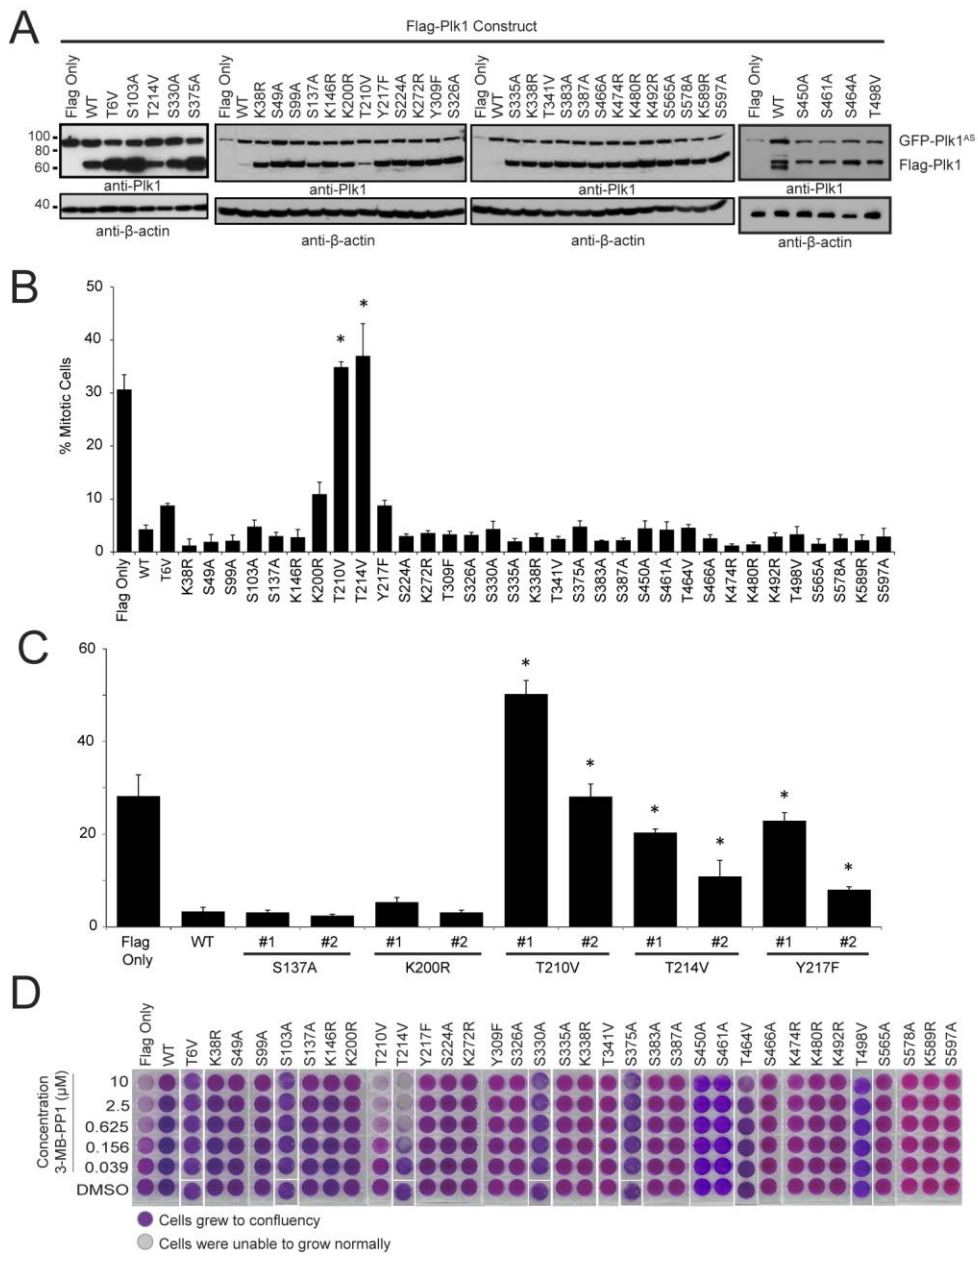 A
Flag-Plk1 Construct
Flag Only WT T6V S103A T214V S330A S375A
Flag Only WT K38R S49A S99A S137A K146R K200R T210V Y217F S224A K272R Y309F S326A
Flag Only WT S335A K338R T341V S383A S387A S466A K474R K480R K492R S565A S578A K589R S597A
Flag Only WT S450A S461A S464A T498V
100
80
60
GFP-Plk1AS
Flag-Plk1
anti-Plk1 anti-Plk1 anti-Plk1 anti-Plk1
40
anti-β-actin anti-β-actin anti-β-actin anti-β-actin
B
50
40
30
20
10
0
% Mitotic Cells
* *
Flag Only WT T6V K38R S49A S99A S103A S137A K146R K200R T210V T214V Y217F S224A K272R T309F S326A S330A S335A K338R T341V S375A S383A S387A S450A S461A T464V S466A K474R K480R K492R T498V S565A S578A K589R S597A
C
60
40
20
0
* * * * * *
Flag Only WT #1 #2 #1 #2 #1 #2 #1 #2 #1 #2
S137A K200R T210V T214V Y217F
D
Flag Only WT T6V K38R S49A S99A S103A S137A K146R K200R T210V T214V Y217F S224A K272R Y309F S326A S330A S335A K338R T341V S375A S383A S387A S450A S461A T464V S466A K474R K480R K492R T498V S565A S578A K589R S597A
Concentration
3-MB-PP1 (µM)
10
2.5
0.625
0.156
0.039
DMSO
Cells grew to confluency
Cells were unable to grow normally